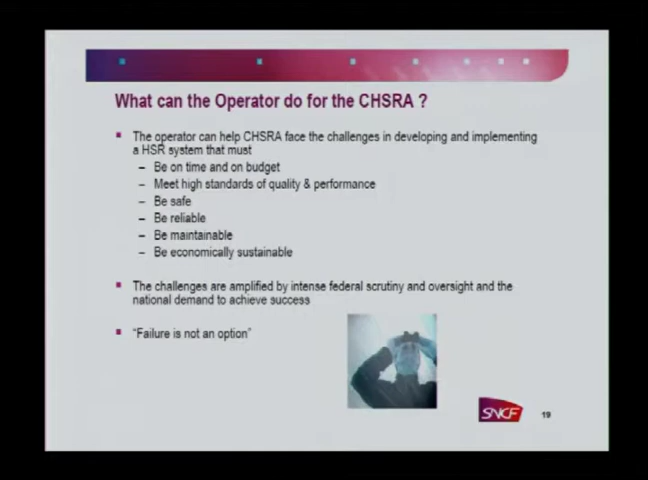 What can the Operator do for the CHSRA ?
The operator can help CHSRA face the challenges in developing and implementing
a HSR system that must
– Be on time and on budget
– Meet high standards of quality & performance
– Be safe
– Be reliable
– Be maintainable
– Be economically sustainable
The challenges are amplified by intense federal scrutiny and oversight and the
national demand to achieve success
"Failure is not an option"
SNCF
19